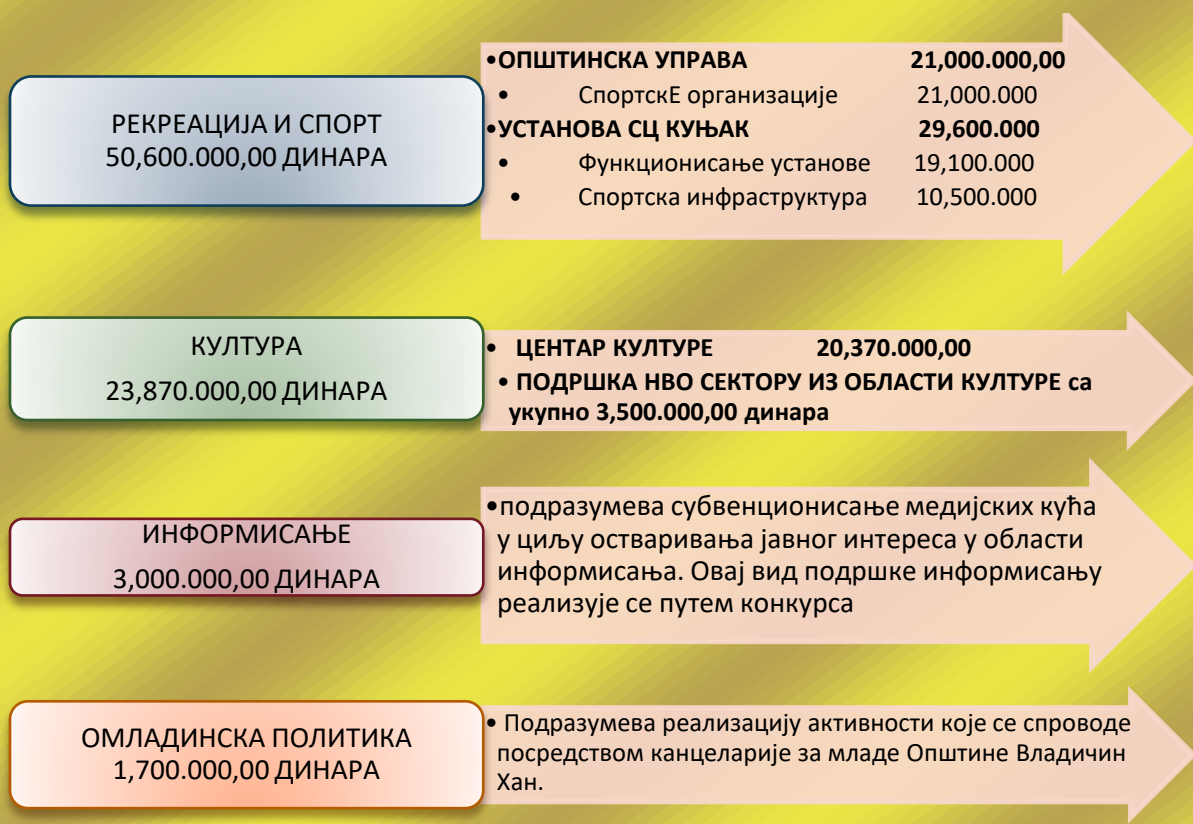 РЕКРЕАЦИЈА И СПОРТ
50,600.000,00 ДИНАРА
•ОПШТИНСКА УПРАВА 21,000.000,00
• СпортскЕ организације 21,000.000
•УСТАНОВА СЦ КУЊАК 29,600.000
• Функционисање установе 19,100.000
• Спортска инфраструктура 10,500.000
КУЛТУРА
23,870.000,00 ДИНАРА
• ЦЕНТАР КУЛТУРЕ 20,370.000,00
• ПОДРШКА НВО СЕКТОРУ ИЗ ОБЛАСТИ КУЛТУРЕ са
укупно 3,500.000,00 динара
ИНФОРМИСАЊЕ
3,000.000,00 ДИНАРА
•подразумева субвенционисање медијских кућа
у циљу остваривања јавног интереса у области
информисања. Овај вид подршке информисању
реализује се путем конкурса
ОМЛАДИНСКА ПОЛИТИКА
1,700.000,00 ДИНАРА
• Подразумева реализацију активности које се спроводе
посредством канцеларије за младе Општине Владичин
Хан.